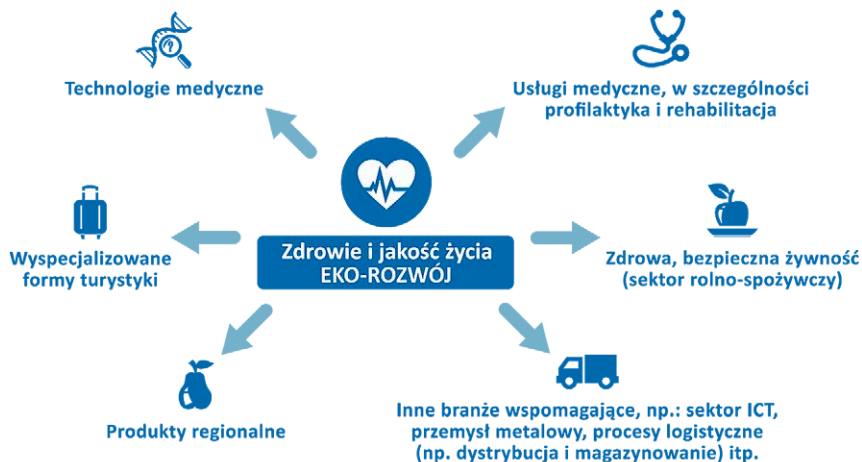 Technologie medyczne
Usługi medyczne, w szczególności
profilaktyka i rehabilitacja
Zdrowie i jakość życia
EKO-ROZWÓJ
Wyspecjalizowane
formy turystyki
Zdrowa, bezpieczna żywność
(sektor rolno-spożywczy)
Produkty regionalne
Inne branże wspomagające, np.: sektor ICT,
przemysł metalowy, procesy logistyczne
(np. dystrybucja i magazynowanie) itp.